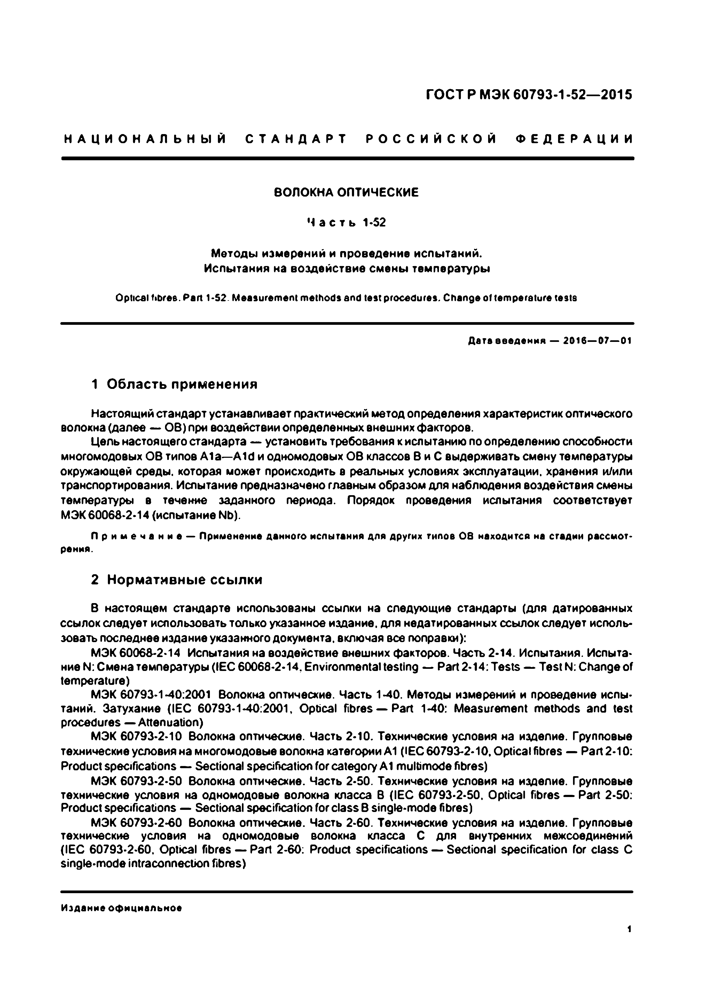 ГОСТ Р МЭК 60793-1-52—2015
НАЦИОНАЛЬНЫЙ СТАНДАРТ РОССИЙСКОЙ ФЕДЕРАЦИИ
ВОЛОКНА ОПТИЧЕСКИЕ
Часть 1-52
Методы измерений и проведение испытаний.
Испытания на воздействие смены температуры
Optical fibres. Part 1-52. Measurement methods and test procedures. Change of temperature tests
Дата введения — 2016—07—01
1 Область применения
Настоящий стандарт устанавливает практический метод определения характеристик оптического
волокна (далее — ОВ) при воздействии определенных внешних факторов.
Цель настоящего стандарта — установить требования к испытанию по определению способности
многомодовых ОВ типов А1а—А1d и одномодовых ОВ классов В и С выдерживать смену температуры
окружающей среды, которая может происходить в реальных условиях эксплуатации, хранения и/или
транспортирования. Испытание предназначено главным образом для наблюдения воздействия смены
температуры в течение заданного периода. Порядок проведения испытания соответствует
МЭК 60068-2-14 (испытание Nb).
Примечание — Применение данного испытания для других типов ОВ находится на стадии рассмот-
рения.
2 Нормативные ссылки
В настоящем стандарте использованы ссылки на следующие стандарты (для датированных
ссылок следует использовать только указанное издание, для недатированных ссылок следует исполь-
зовать последнее издание указанного документа, включая все поправки):
МЭК 60068-2-14 Испытания на воздействие внешних факторов. Часть 2-14. Испытания. Испыта-
ние N: Смена температуры (IEC 60068-2-14, Environmental testing — Part 2-14: Tests — Test N: Change of
temperature)
МЭК 60793-1-40:2001 Волокна оптические. Часть 1-40. Методы измерений и проведение испы-
таний. Затухание (IEC 60793-1-40:2001, Optical fibres — Part 1-40: Measurement methods and test
procedures — Attenuation)
МЭК 60793-2-10 Волокна оптические. Часть 2-10. Технические условия на изделие. Групповые
технические условия на многомодовые волокна категории А1 (IEC 60793-2-10, Optical fibres — Part 2-10:
Product specifications — Sectional specification for category A1 multimode fibres)
МЭК 60793-2-50 Волокна оптические. Часть 2-50. Технические условия на изделие. Групповые
технические условия на одномодовые волокна класса В (IEC 60793-2-50, Optical fibres — Part 2-50:
Product specifications — Sectional specification for class B single-mode fibres)
МЭК 60793-2-60 Волокна оптические. Часть 2-60. Технические условия на изделие. Групповые
технические условия на одномодовые волокна класса С для внутренних межсоединений
(IEC 60793-2-60, Optical fibres — Part 2-60: Product specifications — Sectional specification for class C
single-mode intraconnection fibres)
Издание официальное
1